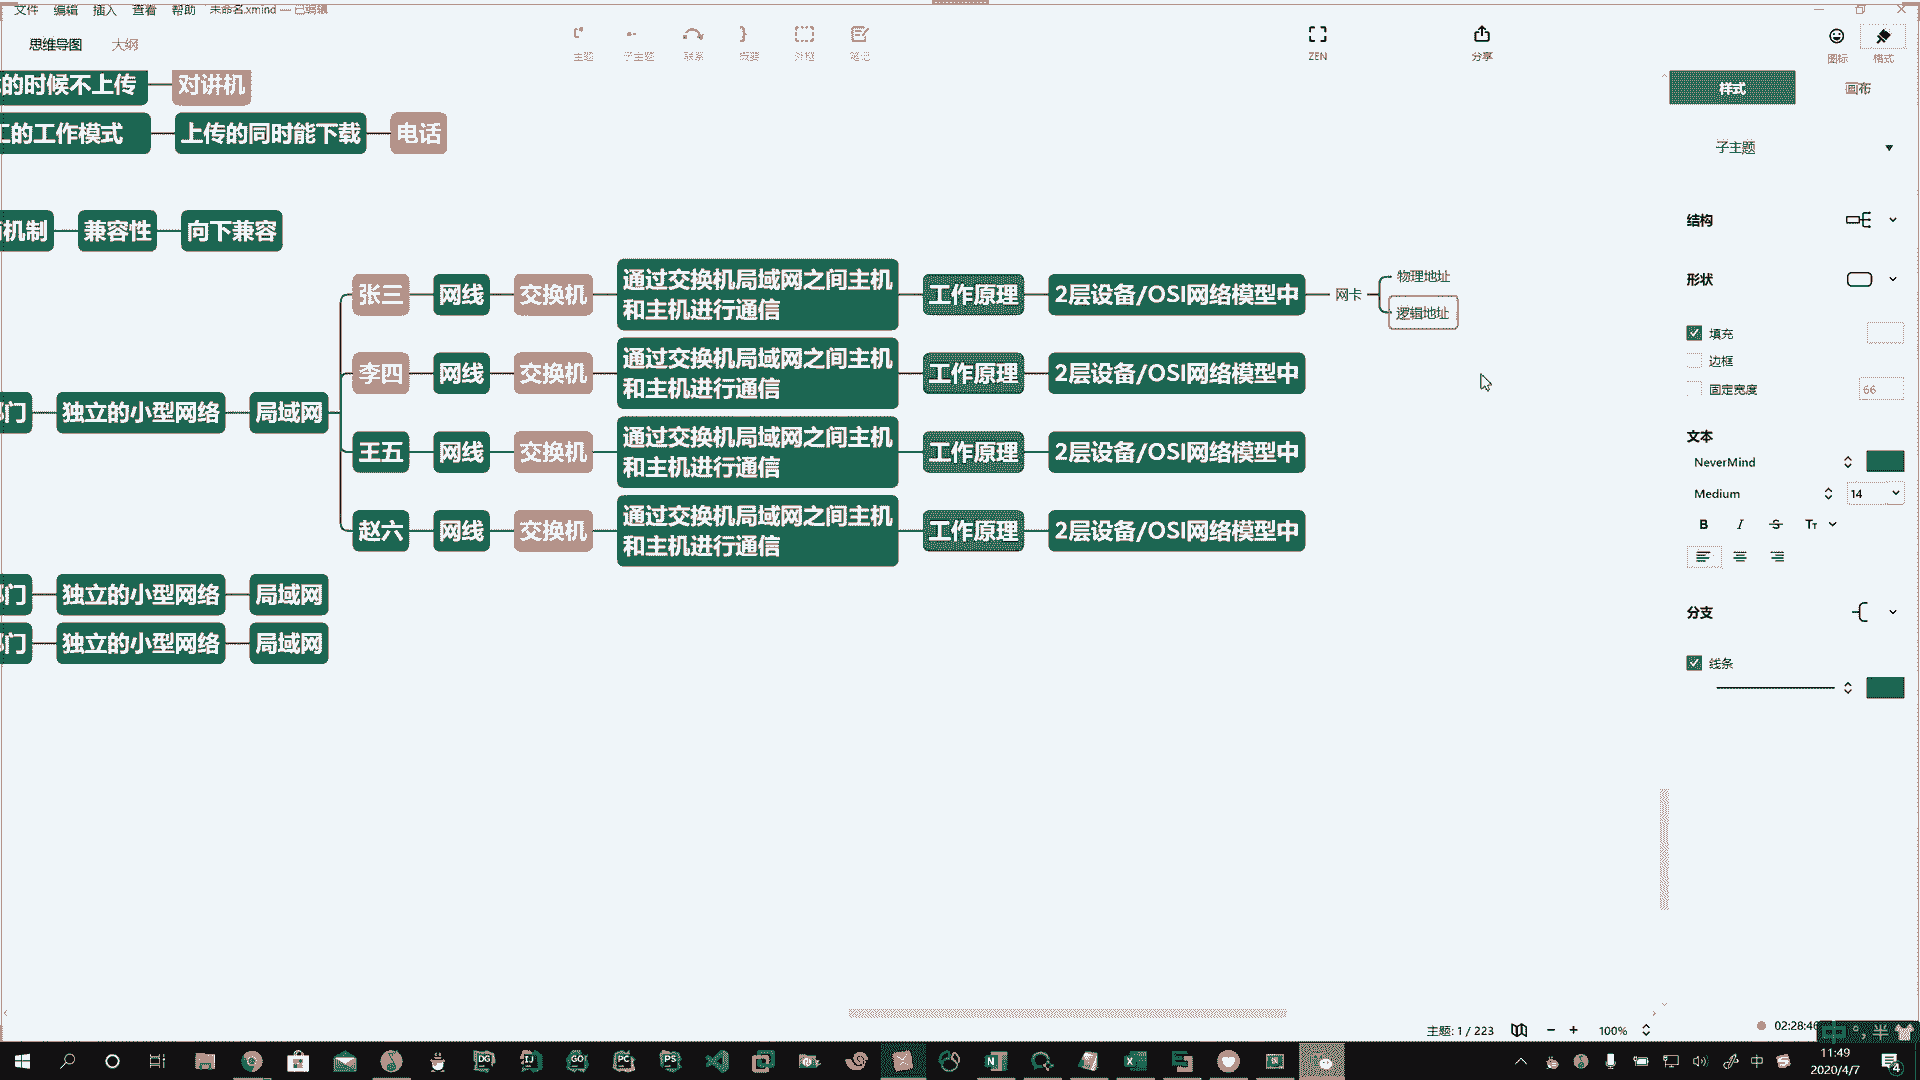 文件 编辑 插入 查看 帮助 未命名.xmind — 已编辑
思维导图 大纲
主题 子主题 联系 概要 外框 笔记 ZEN 分享 图标 格式
的时候不上传 对讲机
工的工作模式 上传的同时能下载 电话
机制 兼容性 向下兼容
张三 网线 交换机 通过交换机局域网之间主机
和主机进行通信
工作原理 2层设备/OSI网络模型中 网卡 物理地址
逻辑地址
李四 网线 交换机 通过交换机局域网之间主机
和主机进行通信
工作原理 2层设备/OSI网络模型中
部门 独立的小型网络 局域网
王五 网线 交换机 通过交换机局域网之间主机
和主机进行通信
工作原理 2层设备/OSI网络模型中
赵六 网线 交换机 通过交换机局域网之间主机
和主机进行通信
工作原理 2层设备/OSI网络模型中
部门 独立的小型网络 局域网
部门 独立的小型网络 局域网
样式 画布
子主题
结构
形状
填充
边框
固定宽度 66
文本
NeverMind
Medium 14
B I S Tт
分支
线条
主题: 1 / 223 100% 02:28:46
DG IJ GO PC PS
中 11:49
2020/4/7 4